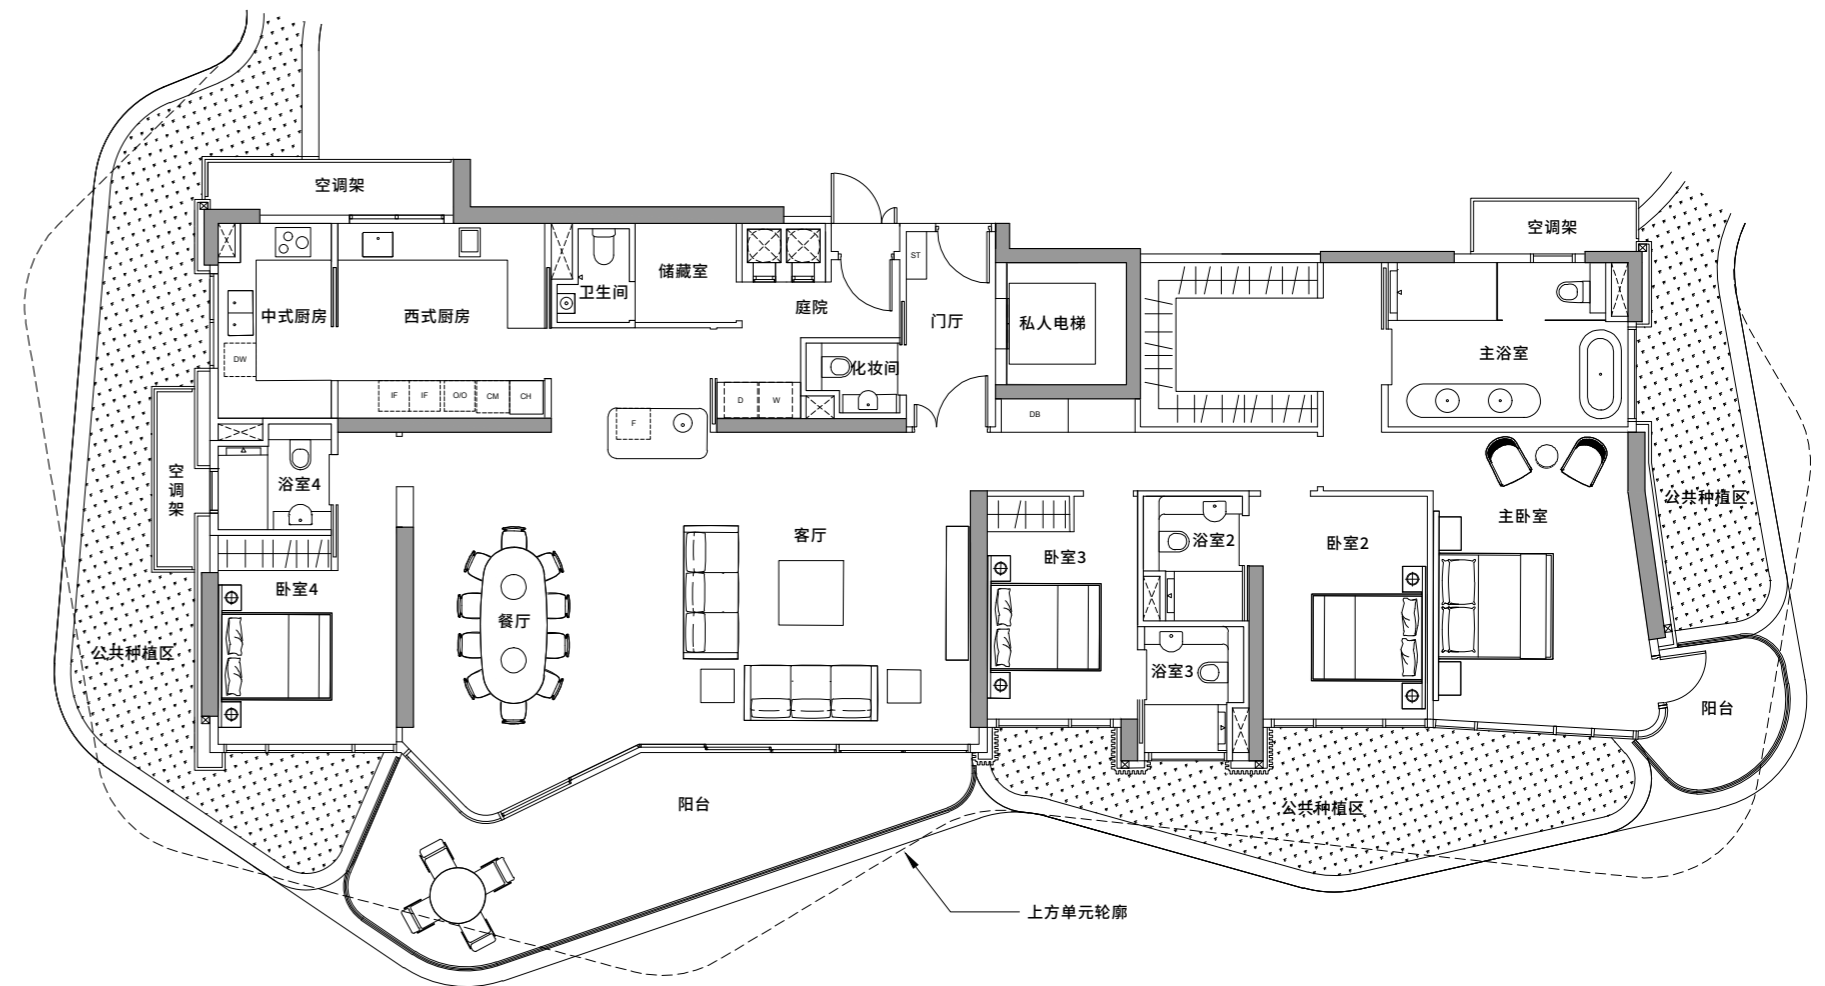 空调架
空调架
ST
卫生间
储藏室
庭院
中式厨房
西式厨房
门厅
私人电梯
主浴室
DW
化妆间
IF
IF
O/O
CM
CH
D
W
F
DB
空调架
浴室4
公共种植区
主卧室
客厅
卧室3
浴室2
卧室2
卧室4
餐厅
公共种植区
浴室3
阳台
阳台
公共种植区
上方单元轮廓